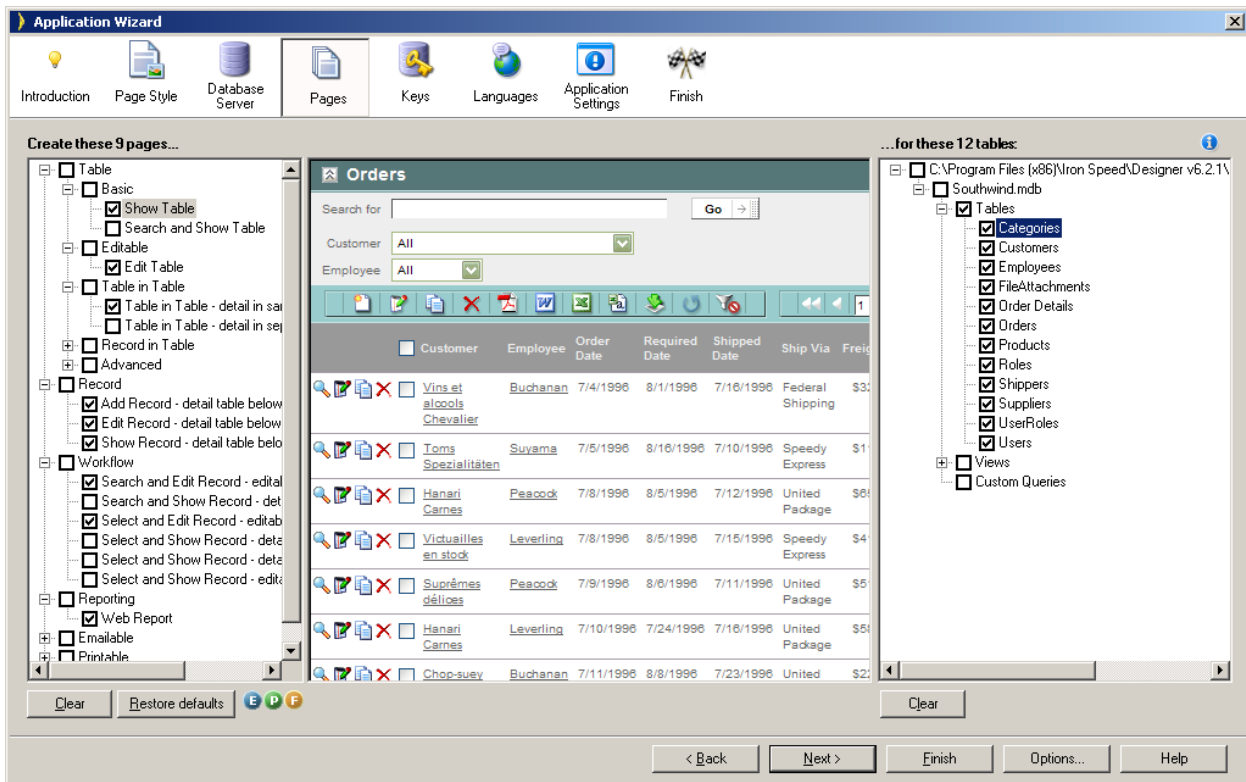 Application Wizard
Introduction
Page Style
Database Server
Pages
Keys
Languages
Application Settings
Finish
Create these 9 pages...
Table
Basic
Show Table
Search and Show Table
Editable
Edit Table
Table in Table
Table in Table - detail in sar
Table in Table - detail in sep
Record in Table
Advanced
Record
Add Record - detail table below
Edit Record - detail table below
Show Record - detail table belo
Workflow
Search and Edit Record - edital
Search and Show Record - det
Select and Edit Record - editab
Select and Show Record - deta
Select and Show Record - deta
Select and Show Record - edita
Reporting
Web Report
Emailable
Printable
Clear
Restore defaults
E P F
Orders
Search for
Go
Customer All
Employee All
1
Customer Employee Order Date Required Date Shipped Date Ship Via Freig
Vins et alcools Chevalier Buchanan 7/4/1996 8/1/1996 7/16/1996 Federal Shipping $32
Toms Spezialitäten Suyama 7/5/1996 8/16/1996 7/10/1996 Speedy Express $1
Hanari Carnes Peacock 7/8/1996 8/5/1996 7/12/1996 United Package $6
Victuailles en stock Leverling 7/8/1996 8/5/1996 7/15/1996 Speedy Express $4
Suprêmes délices Peacock 7/9/1996 8/6/1996 7/11/1996 United Package $5
Hanari Carnes Leverling 7/10/1996 7/24/1996 7/16/1996 United Package $5
Chop-suey Buchanan 7/11/1996 8/8/1996 7/23/1996 United $2
...for these 12 tables:
C:\Program Files (x86)\Iron Speed\Designer v6.2.1\
Southwind.mdb
Tables
Categories
Customers
Employees
FileAttachments
Order Details
Orders
Products
Roles
Shippers
Suppliers
UserRoles
Users
Views
Custom Queries
Clear
< Back
Next >
Finish
Options...
Help